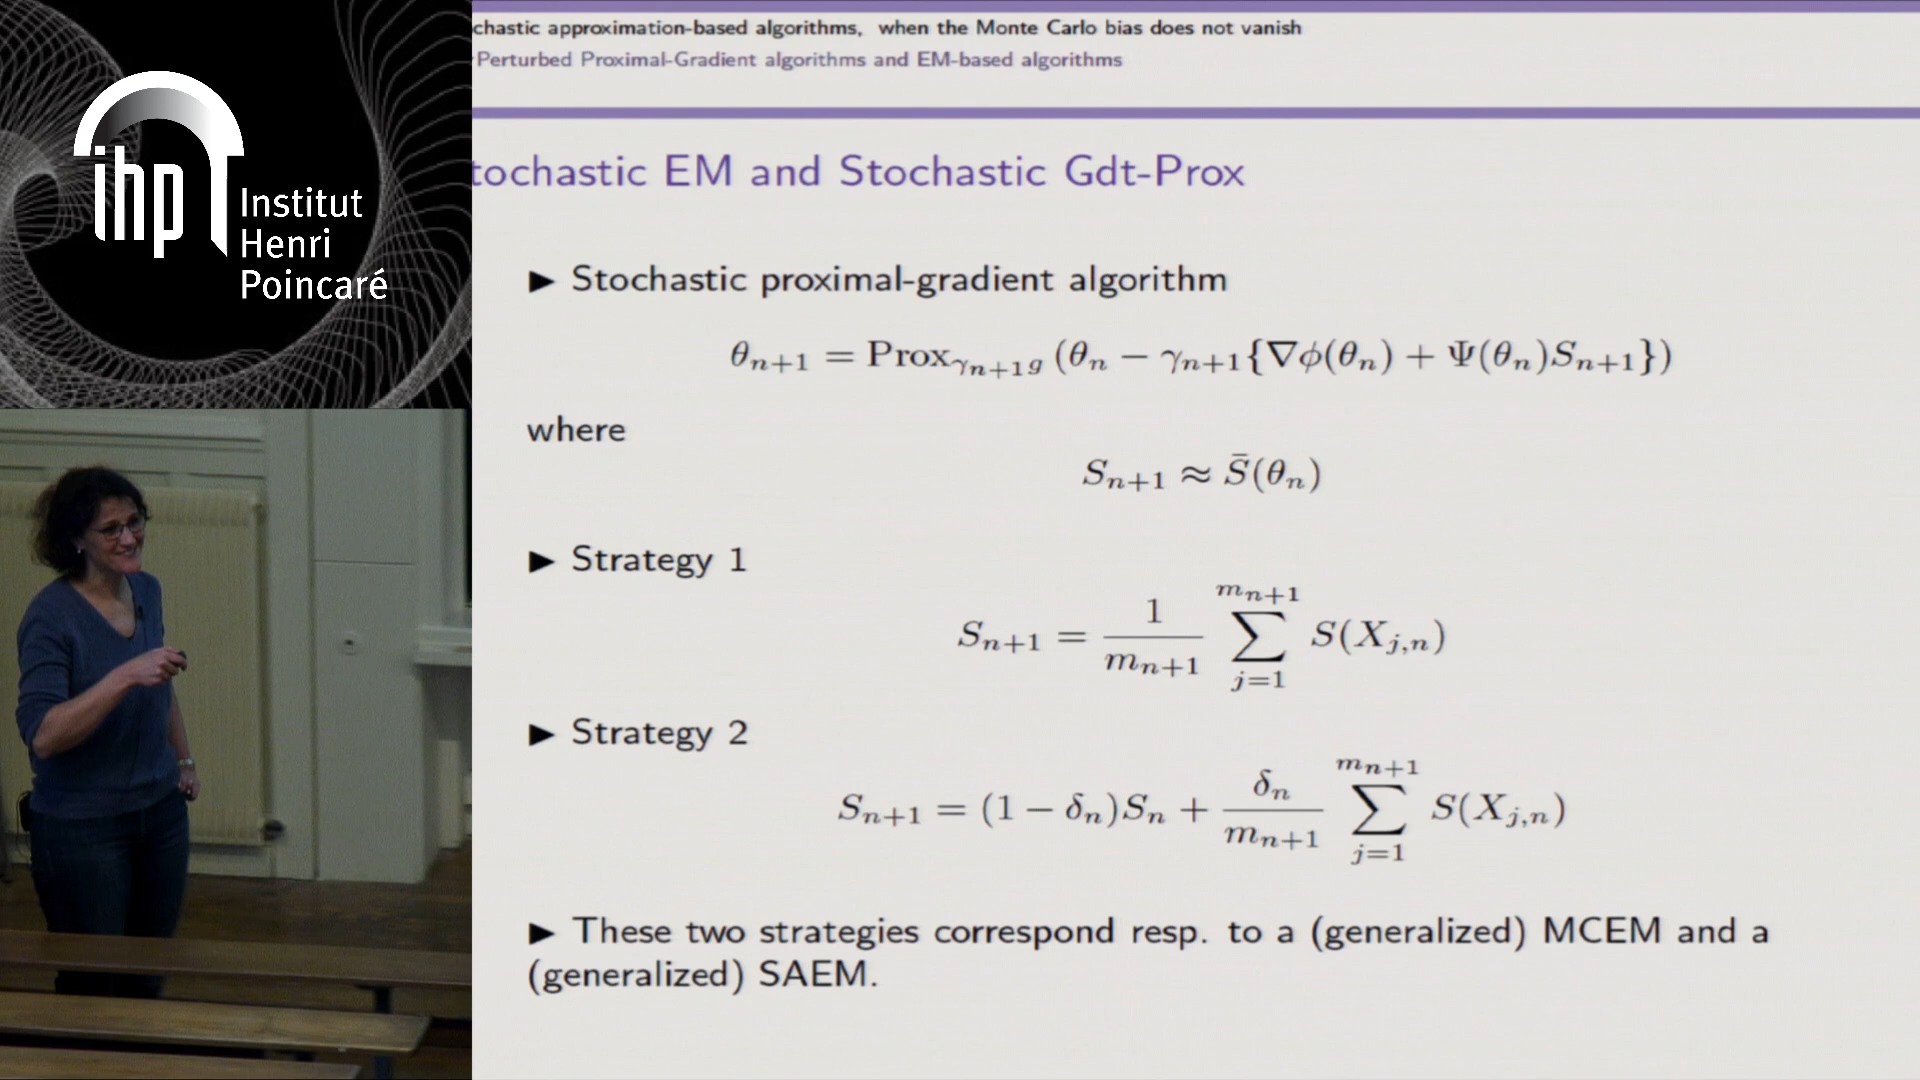 ihp
Institut
Henri
Poincaré
chastic approximation-based algorithms, when the Monte Carlo bias does not vanish
Perturbed Proximal-Gradient algorithms and EM-based algorithms
tochastic EM and Stochastic Gdt-Prox
▶ Stochastic proximal-gradient algorithm
θ_{n+1} = Prox_{γ_{n+1}g} (θ_n − γ_{n+1}{∇ϕ(θ_n) + Ψ(θ_n)S_{n+1}})
where
S_{n+1} ≈ S̄(θ_n)
▶ Strategy 1
S_{n+1} = \frac{1}{m_{n+1}} \sum_{j=1}^{m_{n+1}} S(X_{j,n})
▶ Strategy 2
S_{n+1} = (1 − δ_n)S_n + \frac{δ_n}{m_{n+1}} \sum_{j=1}^{m_{n+1}} S(X_{j,n})
▶ These two strategies correspond resp. to a (generalized) MCEM and a
(generalized) SAEM.